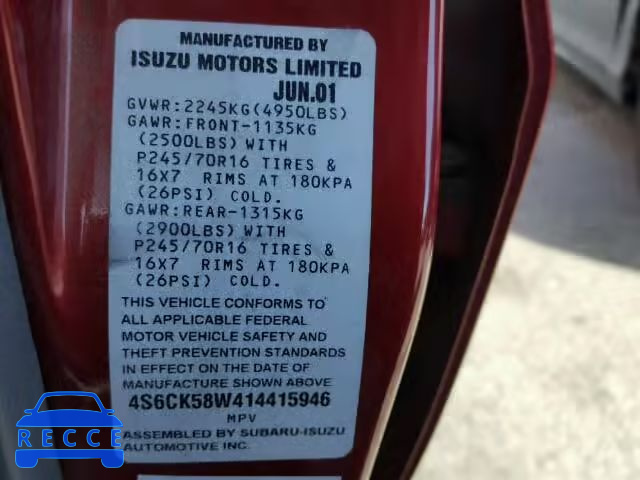 MANUFACTURED BY
ISUZU MOTORS LIMITED
JUN.01
GVWR:2245KG(4950LBS)
GAWR:FRONT-1135KG
(2500LBS) WITH
P245/70R16 TIRES &
16X7 RIMS AT 180KPA
(26PSI) COLD.
GAWR:REAR-1315KG
(2900LBS) WITH
P245/70R16 TIRES &
16X7 RIMS AT 180KPA
(26PSI) COLD.
THIS VEHICLE CONFORMS TO
ALL APPLICABLE FEDERAL
MOTOR VEHICLE SAFETY AND
THEFT PREVENTION STANDARDS
IN EFFECT ON THE DATE OF
MANUFACTURE SHOWN ABOVE
4S6CK58W414415946
MPV
ASSEMBLED BY SUBARU-ISUZU
AUTOMOTIVE INC.
RECCE